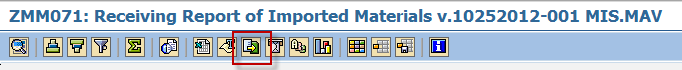 ZMM071: Receiving Report of Imported Materials v.10252012-001 MIS.MAV